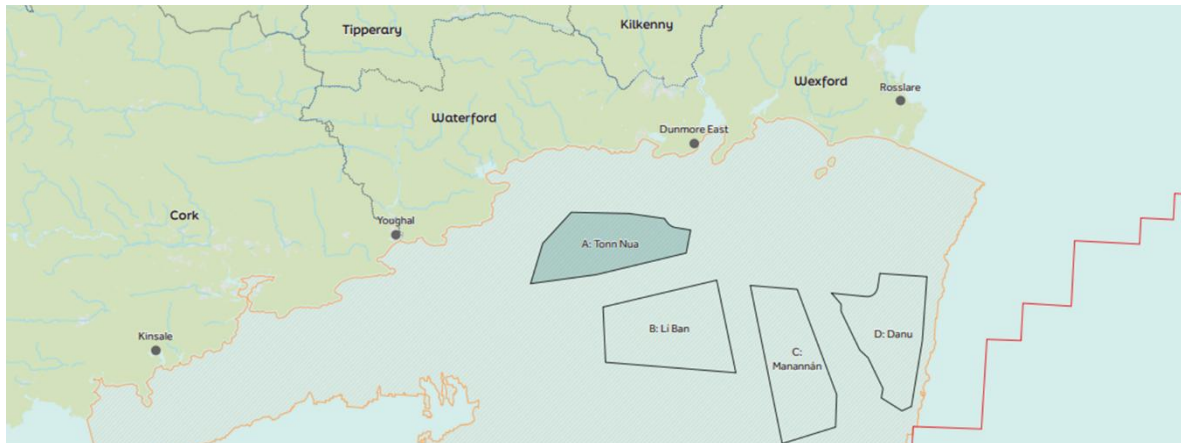 Kilkenny
Tipperary
Wexford
Rosslare
Waterford
Dunmore East
Cork
Youghal
A: Tonn Nua
Kinsale
B: Lí Ban
C:
Manannán
D: Danu